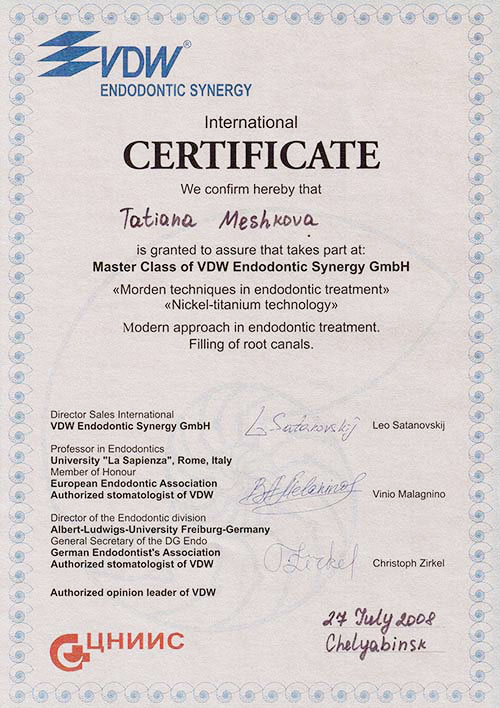 VDW®
ENDODONTIC SYNERGY
International
CERTIFICATE
We confirm hereby that
Tatiana Meshkova
is granted to assure that takes part at:
Master Class of VDW Endodontic Synergy GmbH
«Morden techniques in endodontic treatment»
«Nickel-titanium technology»
Modern approach in endodontic treatment.
Filling of root canals.
Director Sales International
VDW Endodontic Synergy GmbH
L Satanovskij
Leo Satanovskij
Professor in Endodontics
University "La Sapienza", Rome, Italy
Member of Honour
European Endodontic Association
Authorized stomatologist of VDW
Vinio Malagnino
Director of the Endodontic division
Albert-Ludwigs-University Freiburg-Germany
General Secretary of the DG Endo
German Endodontist's Association
Authorized stomatologist of VDW
Zirkel
Christoph Zirkel
Authorized opinion leader of VDW
27 July 2008
Chelyabinsk
ЦНИИС